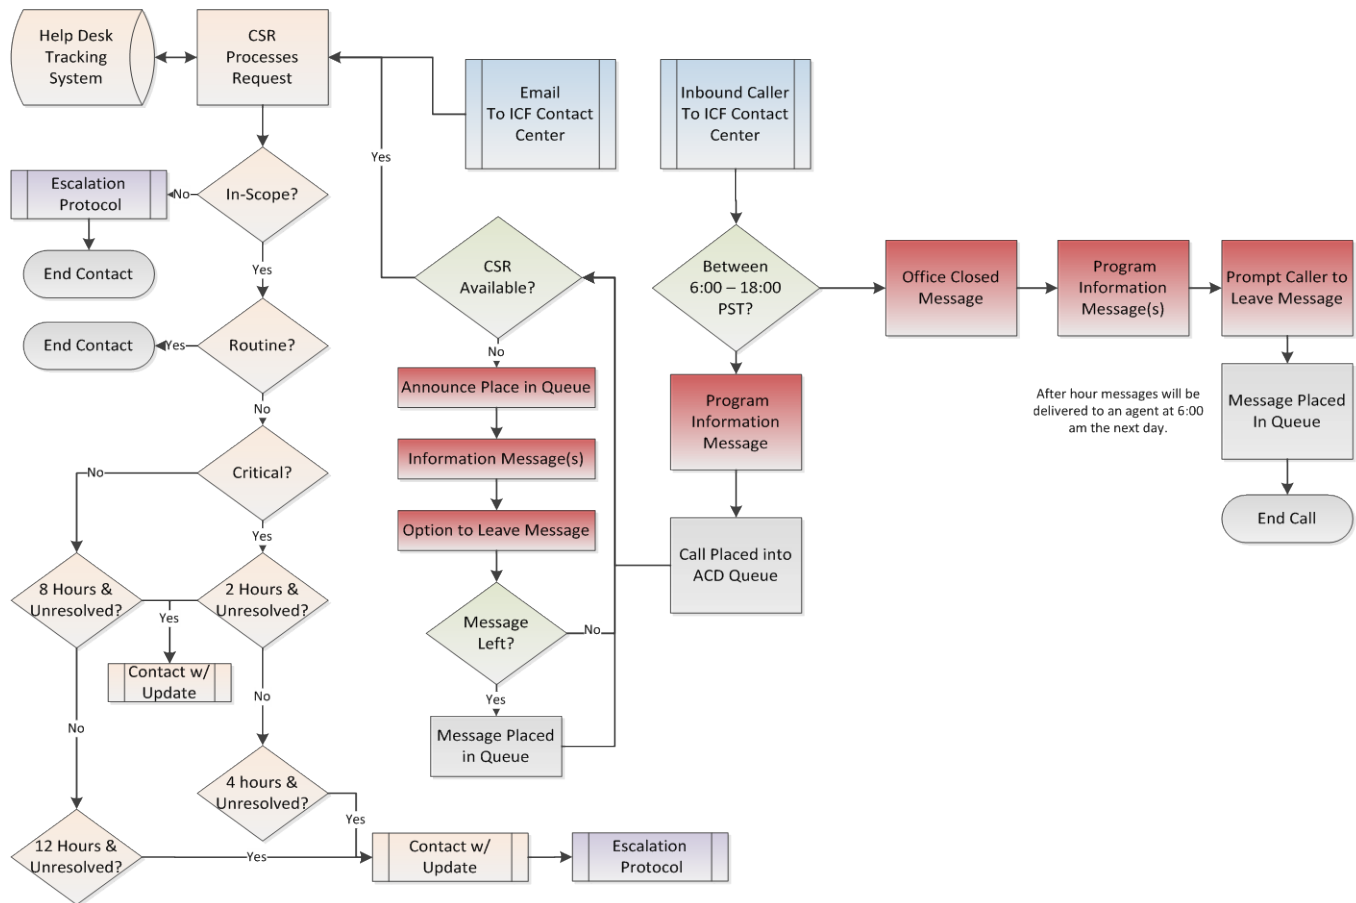 Help Desk
Tracking
System
CSR
Processes
Request
Email
To ICF Contact
Center
Inbound Caller
To ICF Contact
Center
Yes
Escalation
Protocol
No
In-Scope?
End Contact
Yes
CSR
Available?
Between
6:00 – 18:00
PST?
Office Closed
Message
Program
Information
Message(s)
Prompt Caller to
Leave Message
End Contact
Yes
Routine?
No
Announce Place in Queue
Program
Information
Message
After hour messages will be
delivered to an agent at 6:00
am the next day.
Message Placed
In Queue
No
Critical?
No
Information Message(s)
Yes
Option to Leave Message
Call Placed into
ACD Queue
End Call
8 Hours &
Unresolved?
Yes
2 Hours &
Unresolved?
Message
Left?
No
Contact w/
Update
No
Yes
No
Message Placed
in Queue
4 hours &
Unresolved?
Yes
12 Hours &
Unresolved?
Yes
Contact w/
Update
Escalation
Protocol